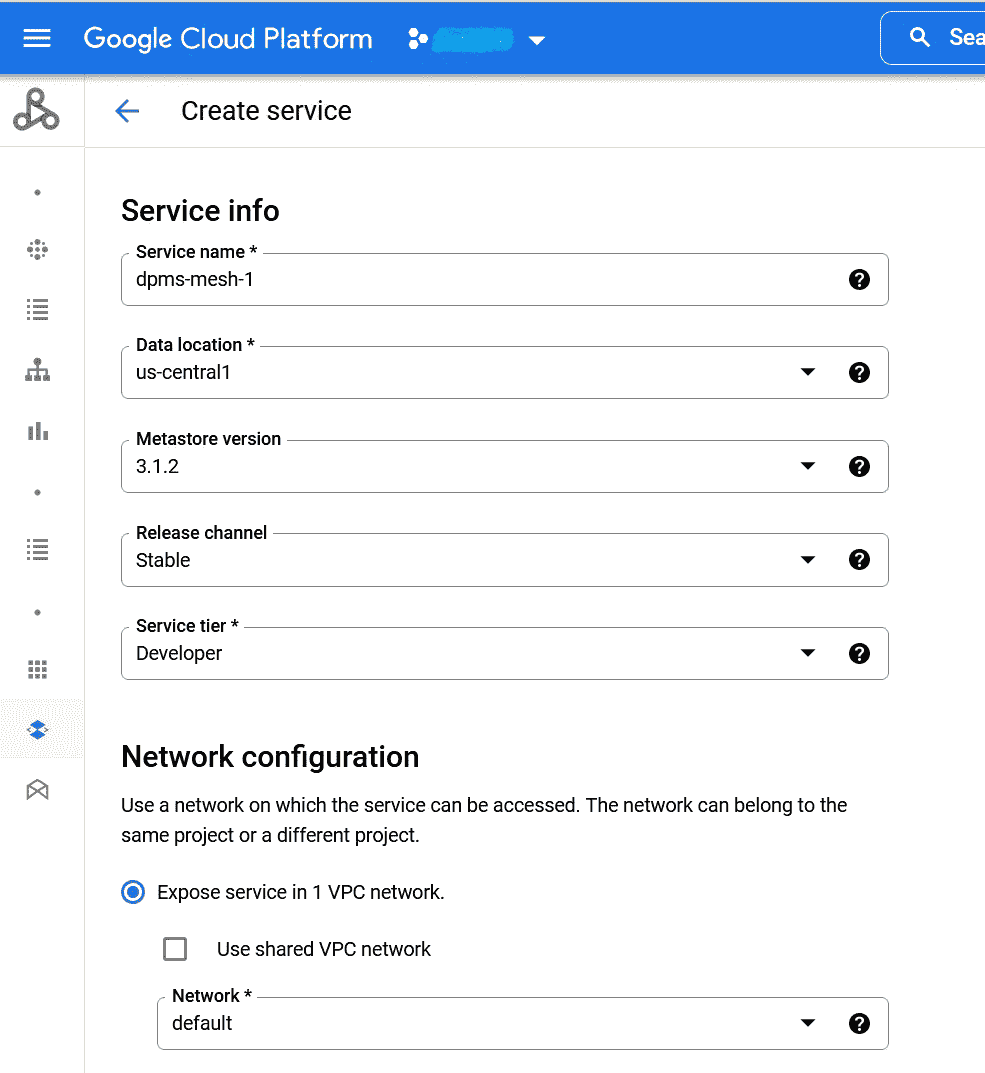 Google Cloud Platform
Create service
Service info
Service name *
dpms-mesh-1
Data location *
us-central1
Metastore version
3.1.2
Release channel
Stable
Service tier *
Developer
Network configuration
Use a network on which the service can be accessed. The network can belong to the
same project or a different project.
Expose service in 1 VPC network.
Use shared VPC network
Network *
default